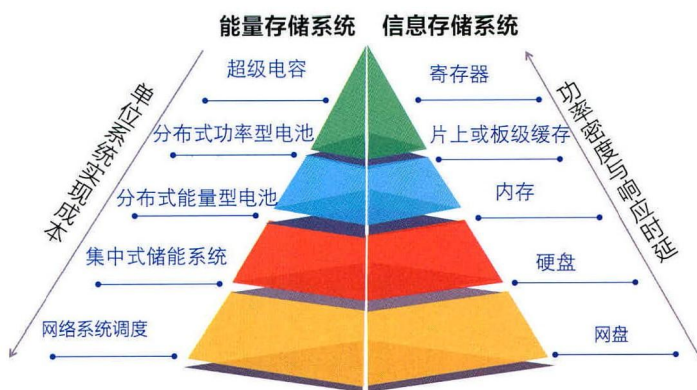 能量存储系统 信息存储系统
超级电容
寄存器
分布式功率型电池
片上或板级缓存
分布式能量型电池
内存
集中式储能系统
硬盘
网络系统调度
网盘
单位系统实现成本
功率密度与响应时延